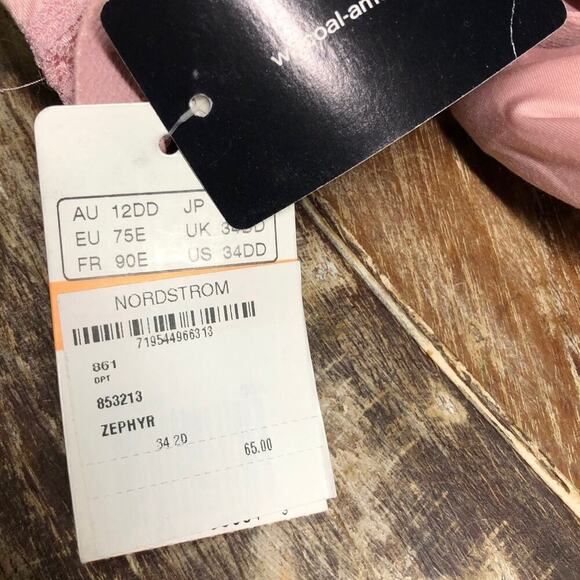 AU 12DD JP
EU 75E UK 34DD
FR 90E US 34DD
NORDSTROM
719544966313
861
DPT
853213
ZEPHYR
34 2D 65.00